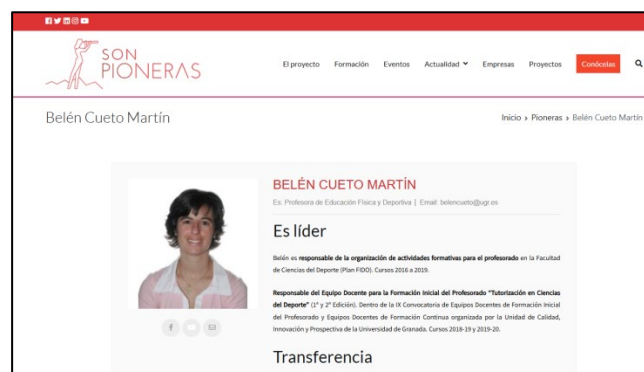 SON
PIONERAS
El proyecto Formación Eventos Actualidad Empresas Proyectos Conócelas
Belén Cueto Martín
Inicio › Pioneras › Belén Cueto Martín
BELÉN CUETO MARTÍN
Es: Profesora de Educación Física y Deportiva | Email: belencueto@ugr.es
Es líder
Belén es responsable de la organización de actividades formativas para el profesorado en la Facultad
de Ciencias del Deporte (Plan FIDO). Cursos 2016 a 2019.
Responsable del Equipo Docente para la Formación Inicial del Profesorado "Tutorización en Ciencias
del Deporte" (1ª y 2ª Edición). Dentro de la IX Convocatoria de Equipos Docentes de Formación Inicial
del Profesorado y Equipos Docentes de Formación Continua organizada por la Unidad de Calidad,
Innovación y Prospectiva de la Universidad de Granada. Cursos 2018-19 y 2019-20.
Transferencia